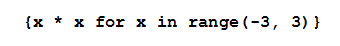 {x * x for x in range(-3, 3)}